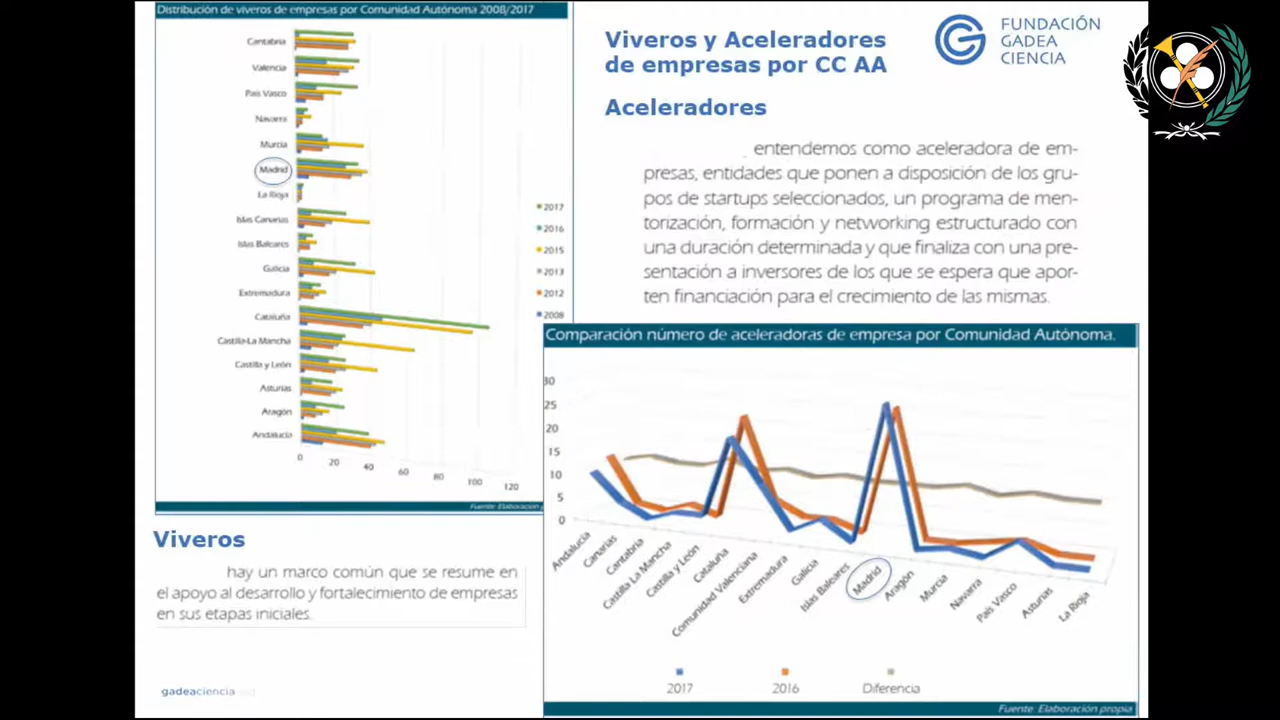 Distribución de viveros de empresas por Comunidad Autónoma 2008/2017
Cantabria
Valencia
País Vasco
Navarra
Murcia
Madrid
La Rioja
Islas Canarias
Islas Baleares
Galicia
Extremadura
Cataluña
Castilla-La Mancha
Castilla y León
Asturias
Aragón
Andalucía
0 20 40 60 80 100 120
2017
2016
2015
2013
2012
2008
Fuente: Elaboración
Viveros
hay un marco común que se resume en
el apoyo al desarrollo y fortalecimiento de empresas
en sus etapas iniciales.
gadeaciencia
Viveros y Aceleradores
de empresas por CC AA
FUNDACIÓN
GADEA
CIENCIA
Aceleradores
entendemos como aceleradora de em-
presas, entidades que ponen a disposición de los gru-
pos de startups seleccionados, un programa de men-
torización, formación y networking estructurado con
una duración determinada y que finaliza con una pre-
sentación a inversores de los que se espera que apor-
ten financiación para el crecimiento de las mismas.
Comparación número de aceleradoras de empresa por Comunidad Autónoma.
30
25
20
15
10
5
0
Andalucía
Canarias
Cantabria
Castilla La Mancha
Castilla y León
Cataluña
Comunidad Valenciana
Extremadura
Galicia
Islas Baleares
Madrid
Aragón
Murcia
Navarra
País Vasco
Asturias
La Rioja
2017 2016 Diferencia
Fuente: Elaboración propia